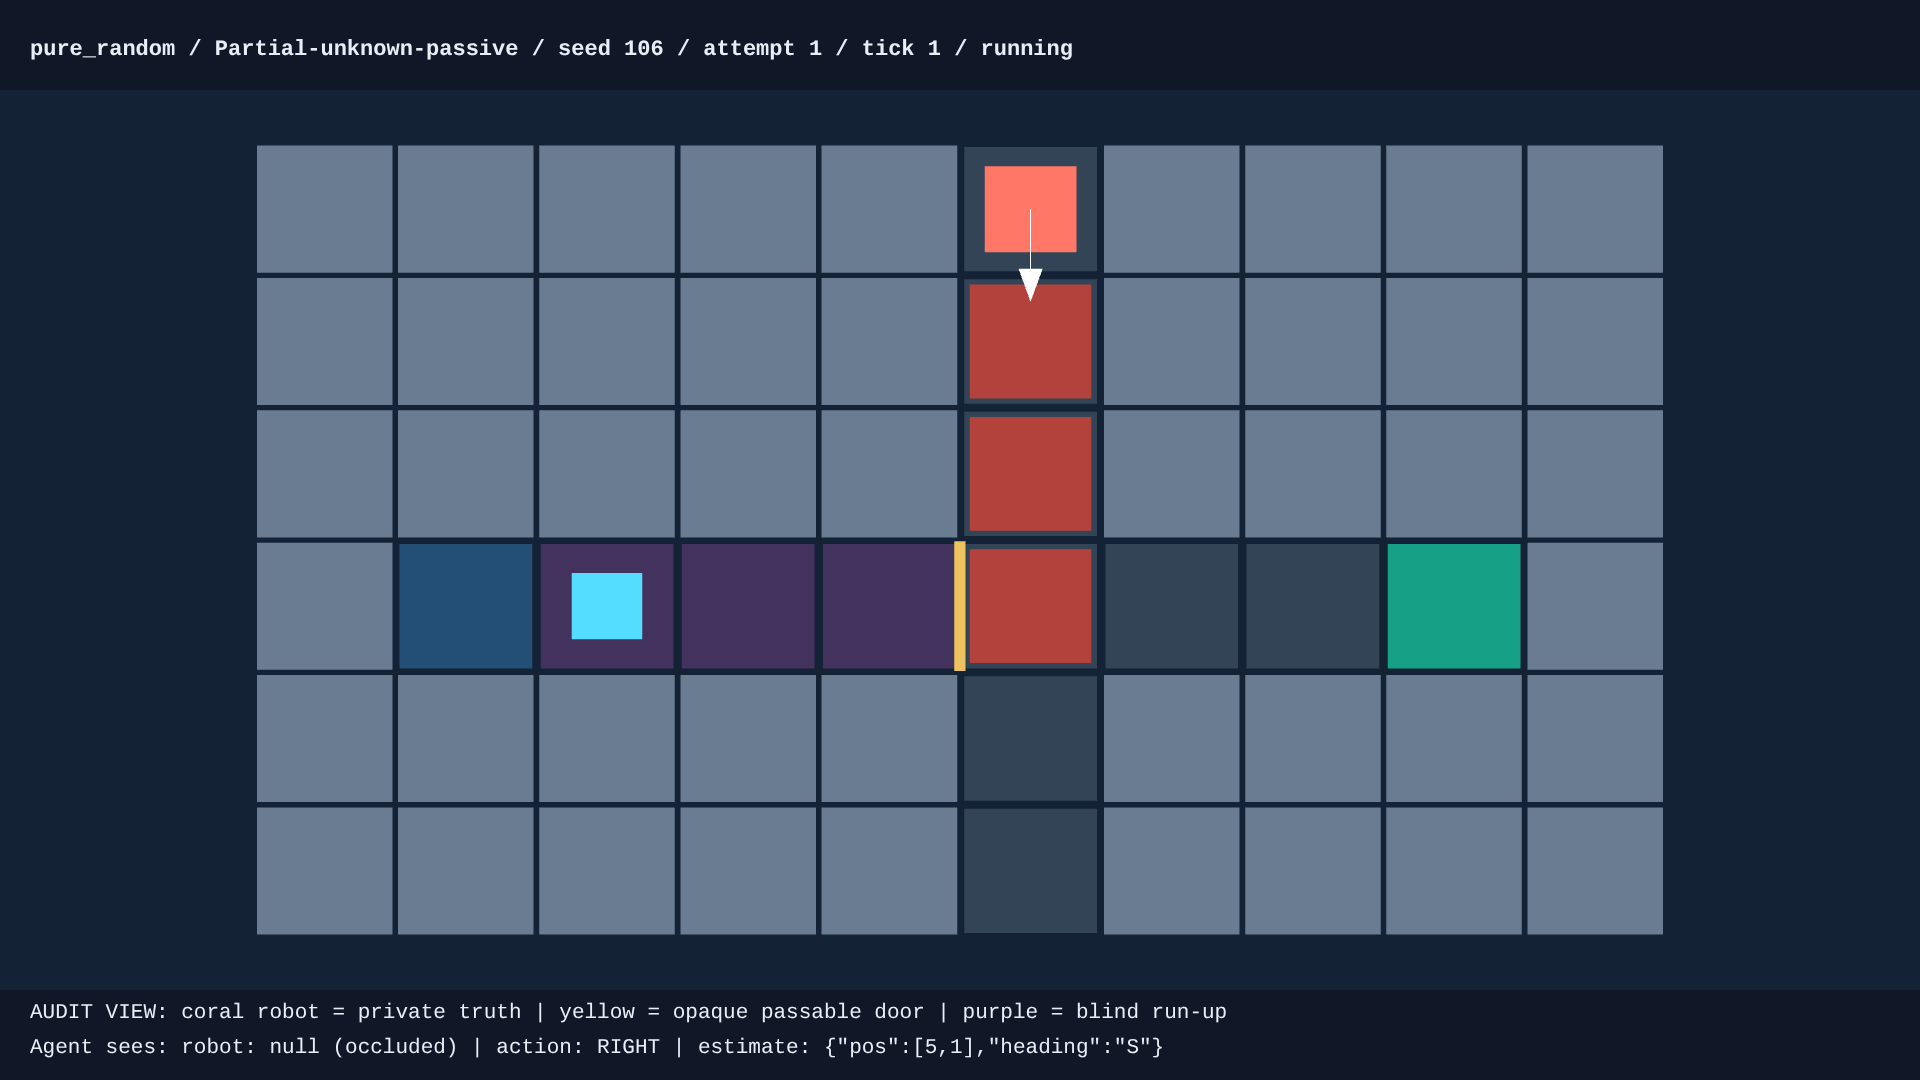 pure_random / Partial-unknown-passive / seed 106 / attempt 1 / tick 1 / running
AUDIT VIEW: coral robot = private truth | yellow = opaque passable door | purple = blind run-up
Agent sees: robot: null (occluded) | action: RIGHT | estimate: {"pos":[5,1],"heading":"S"}